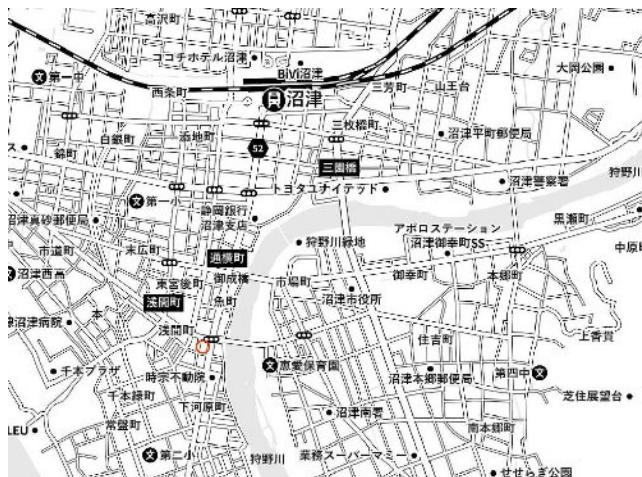 高沢町
ココチホテル沼津
BiVi沼津
大岡公園
第一中
西条町
沼津
三芳町
山王台
添地町
三枚橋町
白銀町
沼津平町郵便局
錦町
52
三園橋
狩野川
トヨタユナイテッド
沼津警察署
第一小
静岡銀行
沼津支店
沼津真砂郵便局
アポロステーション
沼津御幸町SS
黒瀬町
狩野川緑地
末広町
市道町
通横町
中原町
沼津西高
東宮後町
御成橋
市場町
御幸町
本郷町
浅間町
魚町
沼津市役所
沼津病院
本
浅間町
住吉町
上香貫
恵愛保育園
千本プラザ
時宗不動院
沼津本郷郵便局
第四中
千本緑町
芝住展望台
下河原町
沼津南署
常盤町
南本郷町
LEU
第二小
狩野川
業務スーパーマミー
せせらぎ公園